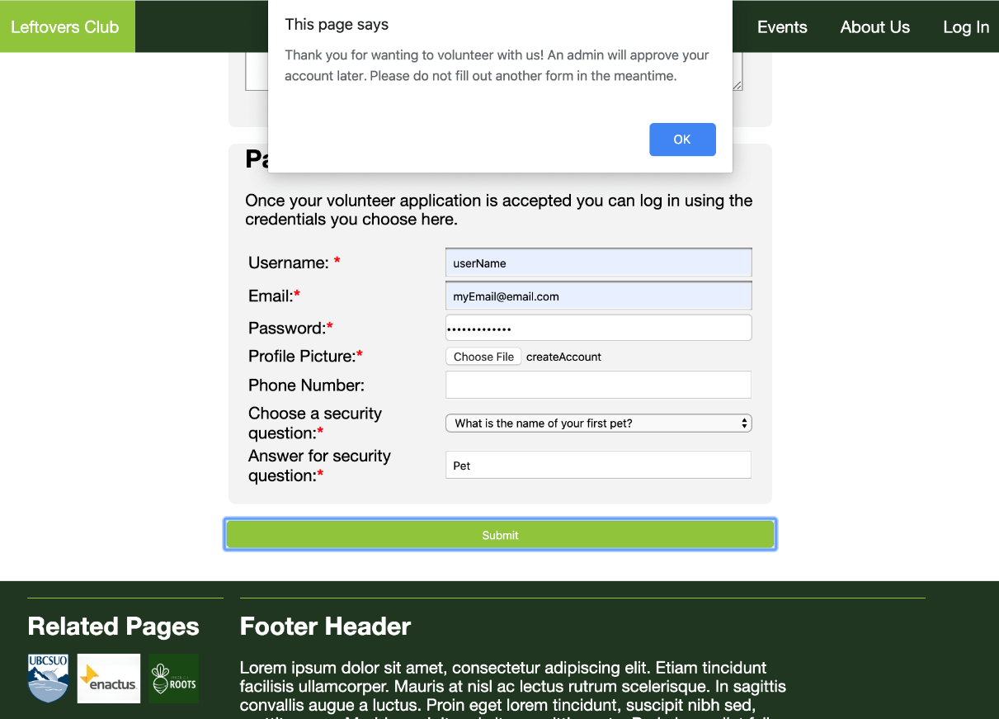 Leftovers Club
Events
About Us
Log In
This page says
Thank you for wanting to volunteer with us! An admin will approve your
account later. Please do not fill out another form in the meantime.
OK
Once your volunteer application is accepted you can log in using the
credentials you choose here.
Username: *
userName
Email:*
myEmail@email.com
Password:*
•••••••••••••
Profile Picture:*
Choose File
createAccount
Phone Number:
Choose a security
question:*
What is the name of your first pet?
Answer for security
question:*
Pet
Submit
Related Pages
Footer Header
UBCSUO
enactus.
ROOTS
Lorem ipsum dolor sit amet, consectetur adipiscing elit. Etiam tincidunt
facilisis ullamcorper. Mauris at nisl ac lectus rutrum scelerisque. In sagittis
convallis augue a luctus. Proin eget lorem tincidunt, suscipit nibh sed,